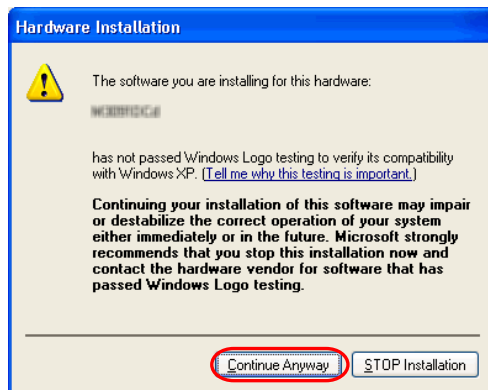 Hardware Installation
The software you are installing for this hardware:
has not passed Windows Logo testing to verify its compatibility
with Windows XP. (Tell me why this testing is important.)
Continuing your installation of this software may impair
or destabilize the correct operation of your system
either immediately or in the future. Microsoft strongly
recommends that you stop this installation now and
contact the hardware vendor for software that has
passed Windows Logo testing.
Continue Anyway
STOP Installation